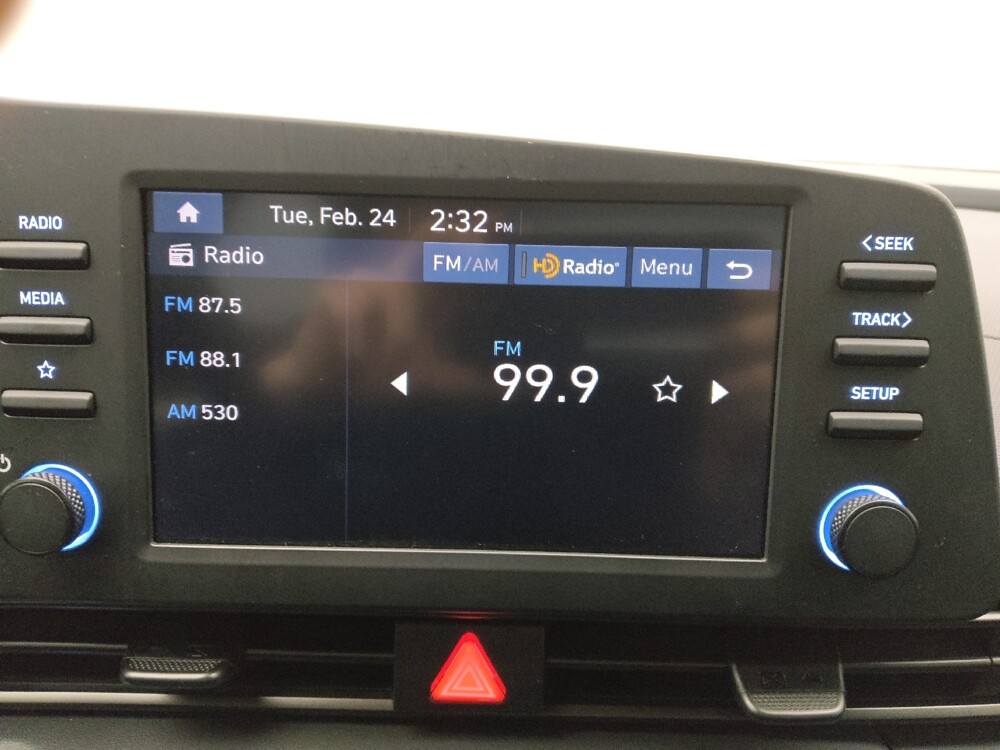 Tue, Feb. 24 2:32 PM
RADIO
Radio FM/AM HD Radio Menu
<SEEK
MEDIA
FM 87.5
TRACK>
FM 88.1
FM
99.9
SETUP
AM 530